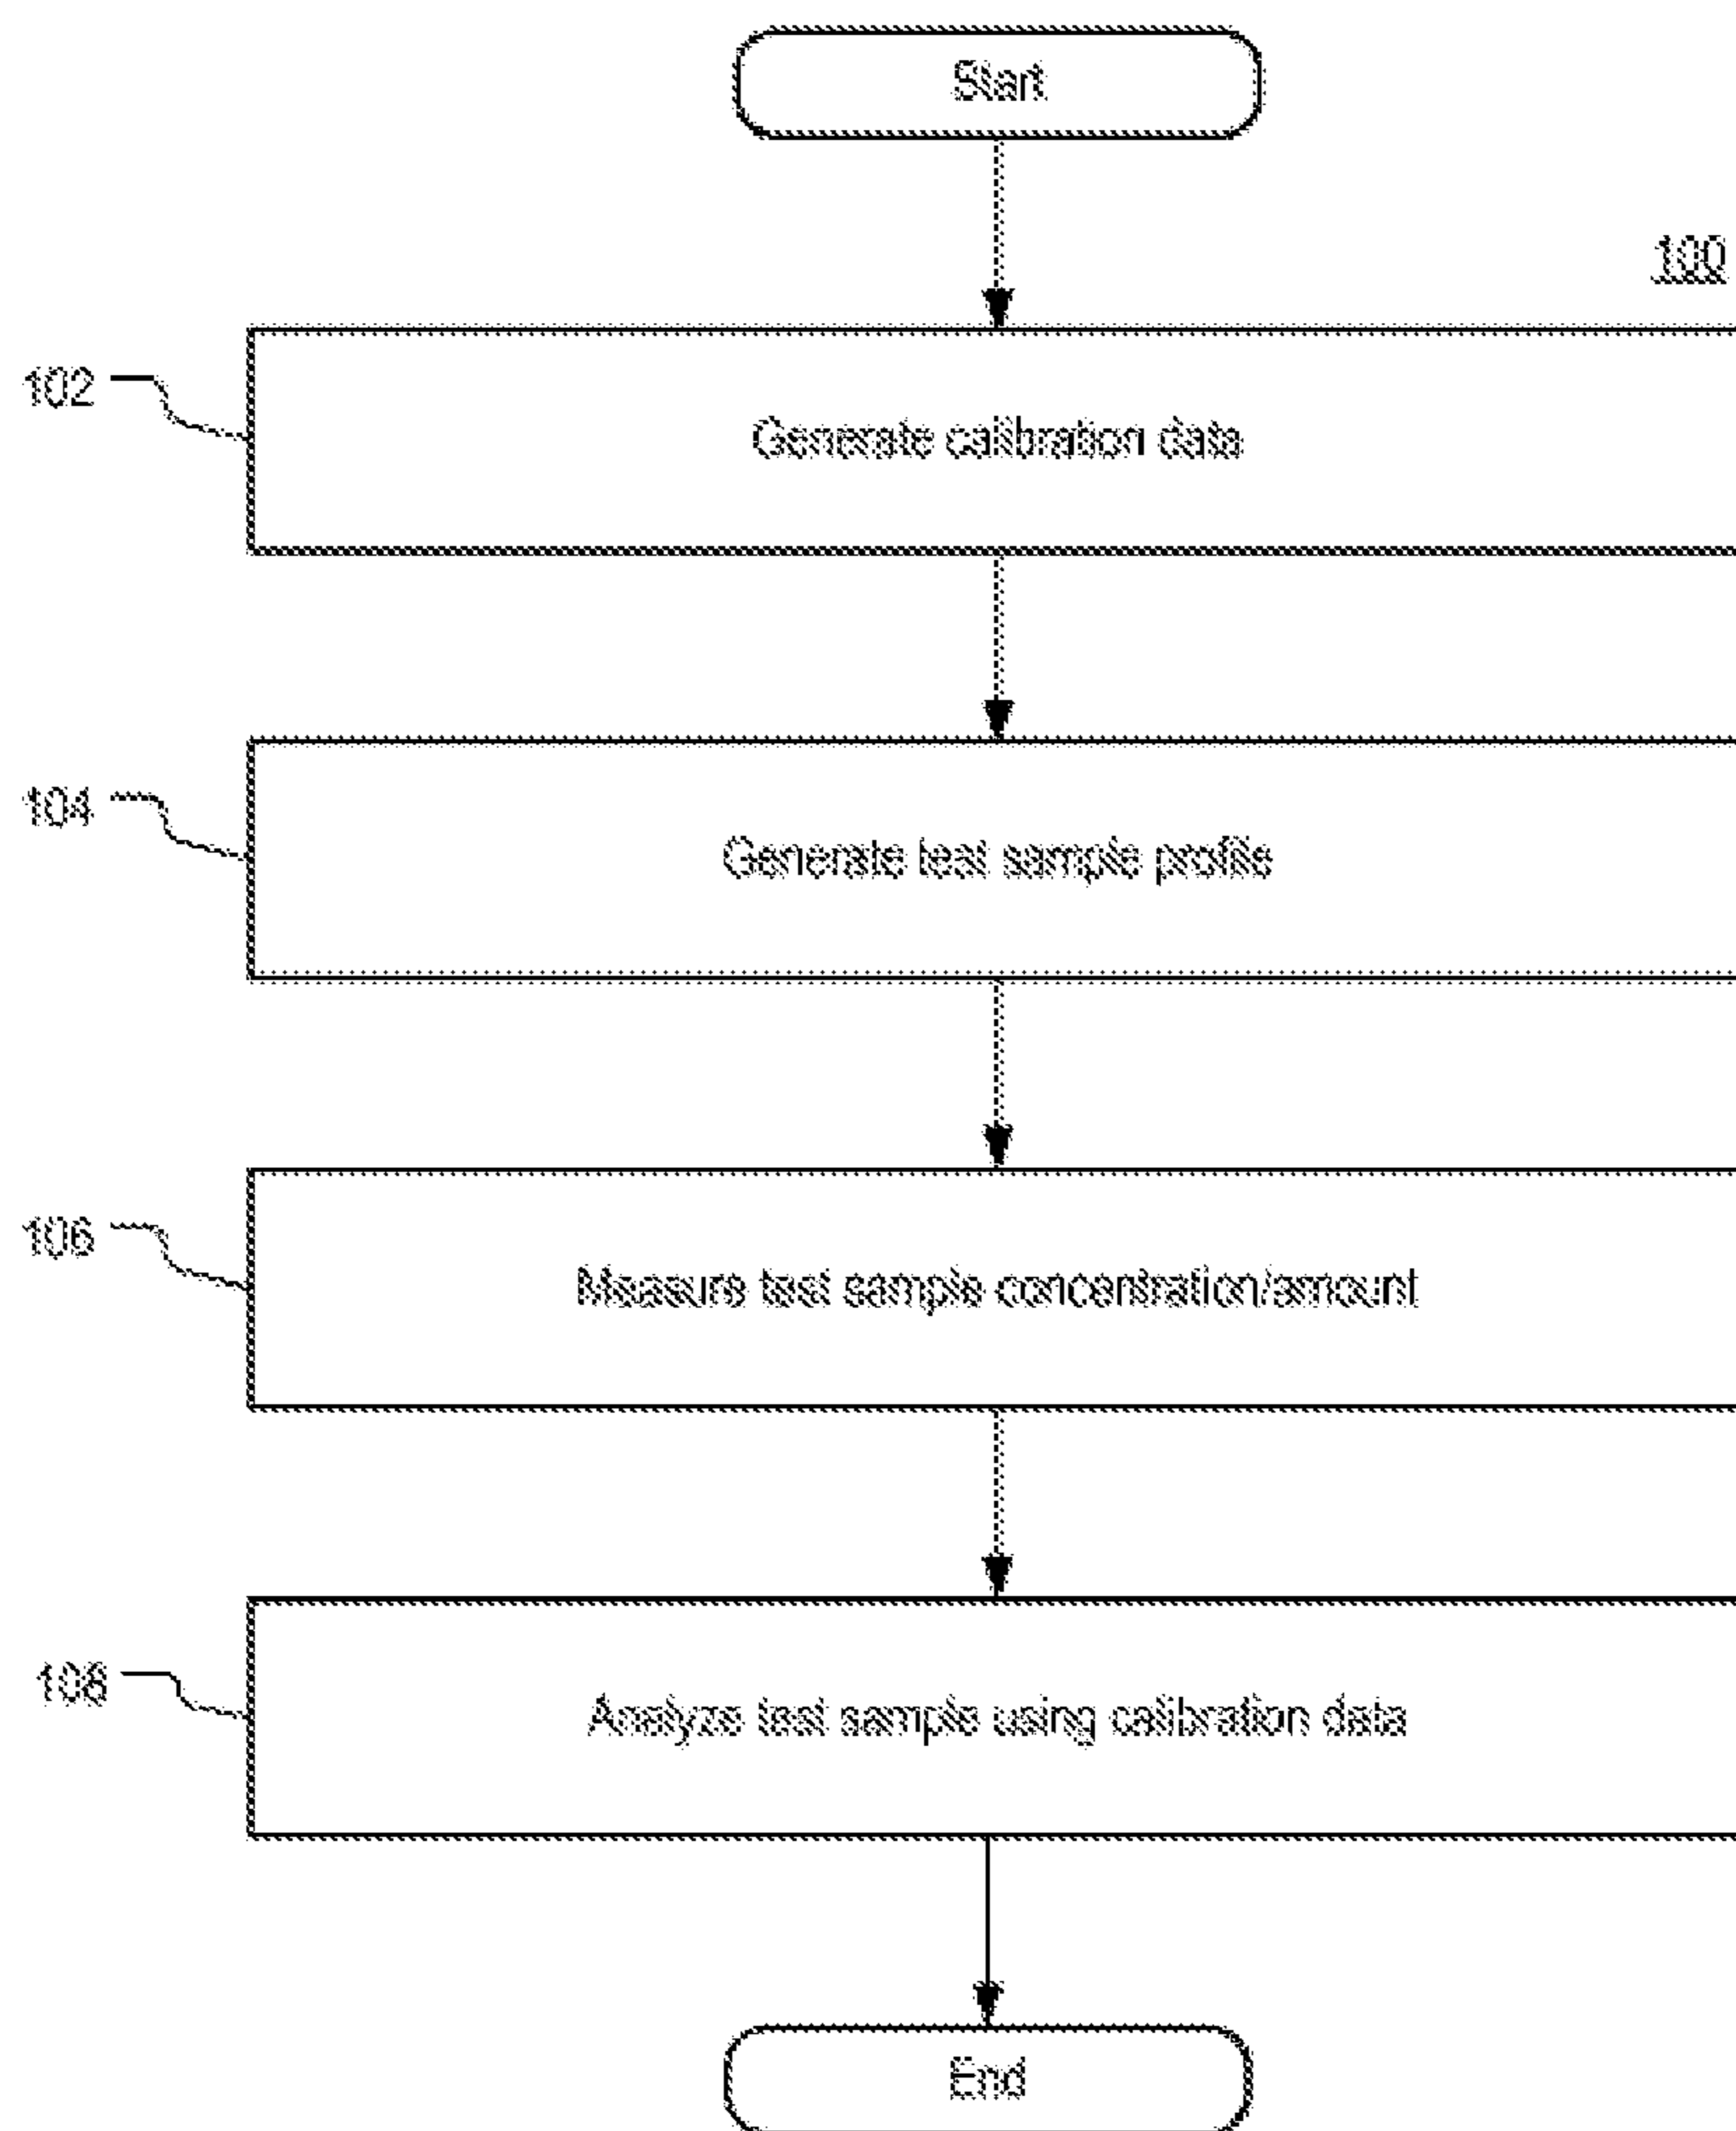 Start
100
102
Generate calibration data
104
Generate test sample profile
106
Measure test sample concentration/amount
108
Analyze test sample using calibration data
End